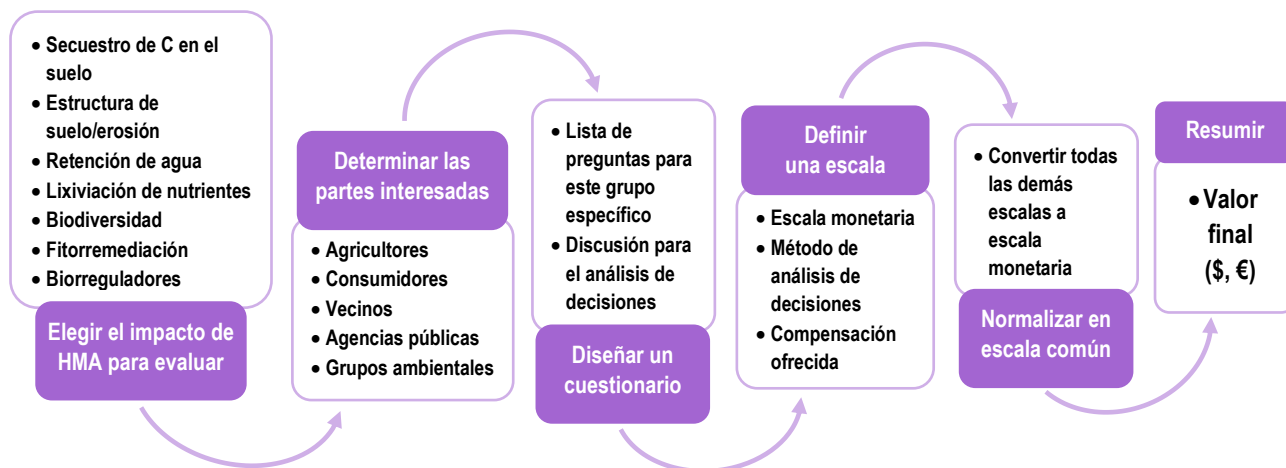 • Secuestro de C en el
suelo
• Estructura de
suelo/erosión
• Retención de agua
• Lixiviación de nutrientes
• Biodiversidad
• Fitorremediación
• Biorreguladores
Elegir el impacto de
HMA para evaluar
Determinar las
partes interesadas
• Agricultores
• Consumidores
• Vecinos
• Agencias públicas
• Grupos ambientales
• Lista de
preguntas para
este grupo
específico
• Discusión para
el análisis de
decisiones
Diseñar un
cuestionario
Definir
una escala
• Escala monetaria
• Método de
análisis de
decisiones
• Compensación
ofrecida
• Convertir todas
las demás
escalas a
escala
monetaria
Normalizar en
escala común
Resumir
• Valor
final
($, €)